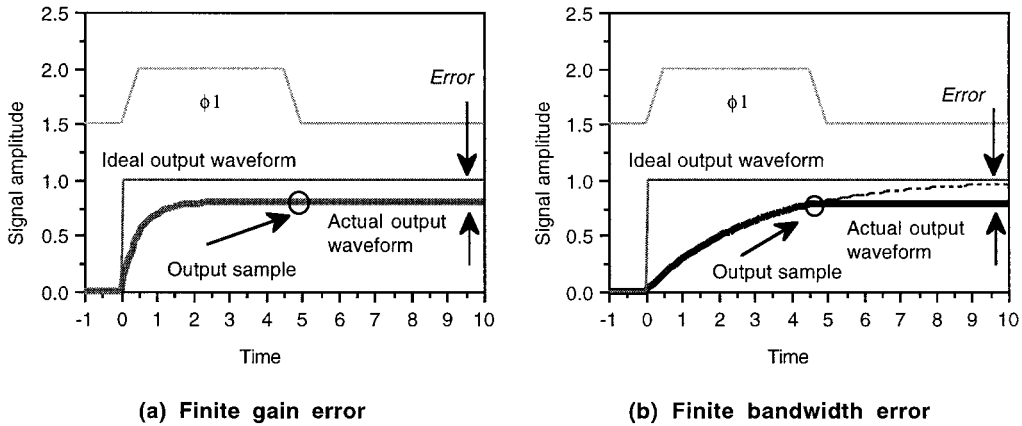 2.5
2.0
1.5
1.0
0.5
0.0
Signal amplitude
ϕ1
Error
Ideal output waveform
Actual output
waveform
Output sample
-1 0 1 2 3 4 5 6 7 8 9 10
Time
(a) Finite gain error
2.5
2.0
1.5
1.0
0.5
0.0
Signal amplitude
ϕ1
Error
Ideal output waveform
Actual output
waveform
Output sample
-1 0 1 2 3 4 5 6 7 8 9 10
Time
(b) Finite bandwidth error